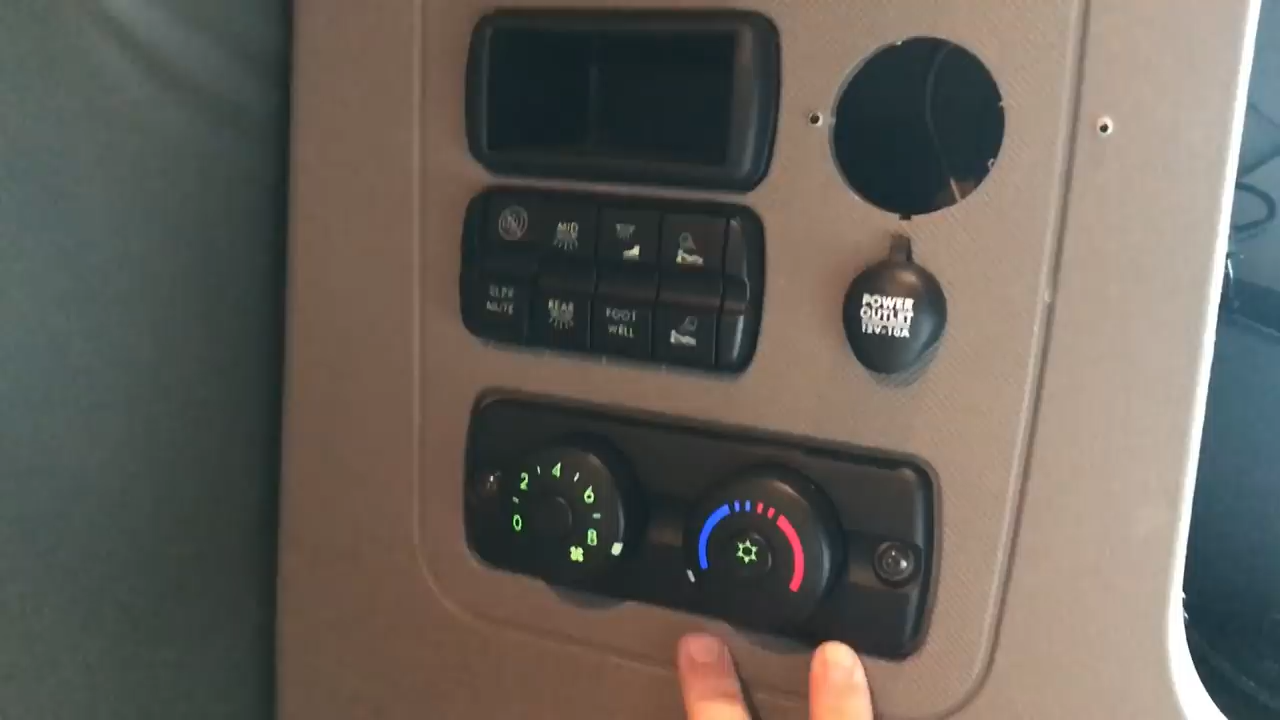 MID
SLPR
MUTE
REAR
FOOT
WELL
POWER
OUTLET
12V-10A
0 2 4 6 8